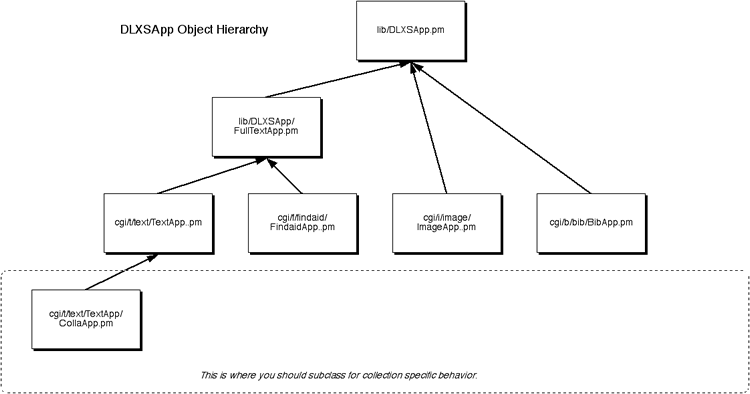 DLXSApp Object Hierarchy
lib/DLXSApp.pm
lib/DLXSApp/
FullTextApp.pm
cgi/t/text/TextApp.pm
cgi/f/findaid/
FindaidApp.pm
cgi/i/image/
ImageApp.pm
cgi/b/bib/BibApp.pm
cgi/t/text/TextApp/
CollaApp.pm
This is where you should subclass for collection specific behavior.